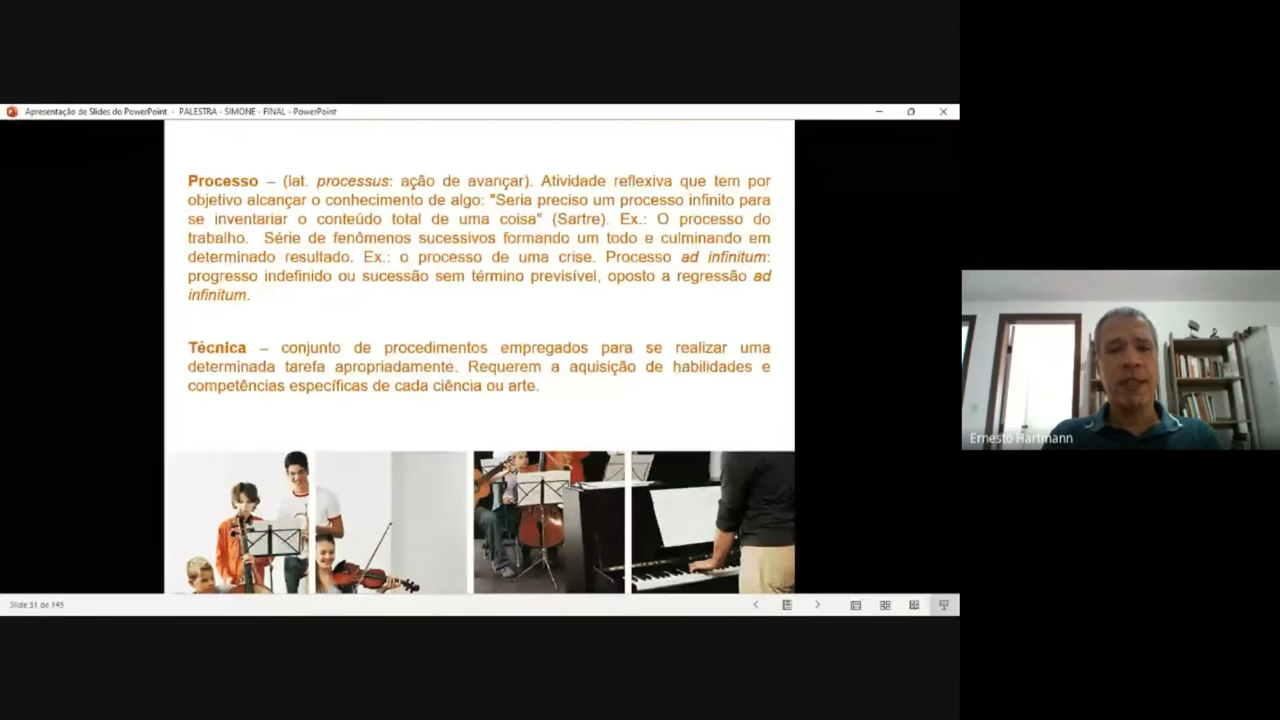 Apresentação de Slides do PowerPoint - PALESTRA - SIMONE - FINAL - PowerPoint
Processo – (lat. processus: ação de avançar). Atividade reflexiva que tem por
objetivo alcançar o conhecimento de algo: "Seria preciso um processo infinito para
se inventariar o conteúdo total de uma coisa" (Sartre). Ex.: O processo do
trabalho. Série de fenômenos sucessivos formando um todo e culminando em
determinado resultado. Ex.: o processo de uma crise. Processo ad infinitum:
progresso indefinido ou sucessão sem término previsível, oposto a regressão ad
infinitum.
Técnica – conjunto de procedimentos empregados para se realizar uma
determinada tarefa apropriadamente. Requerem a aquisição de habilidades e
competências específicas de cada ciência ou arte.
Ernesto Hartmann
Slide 31 de 145